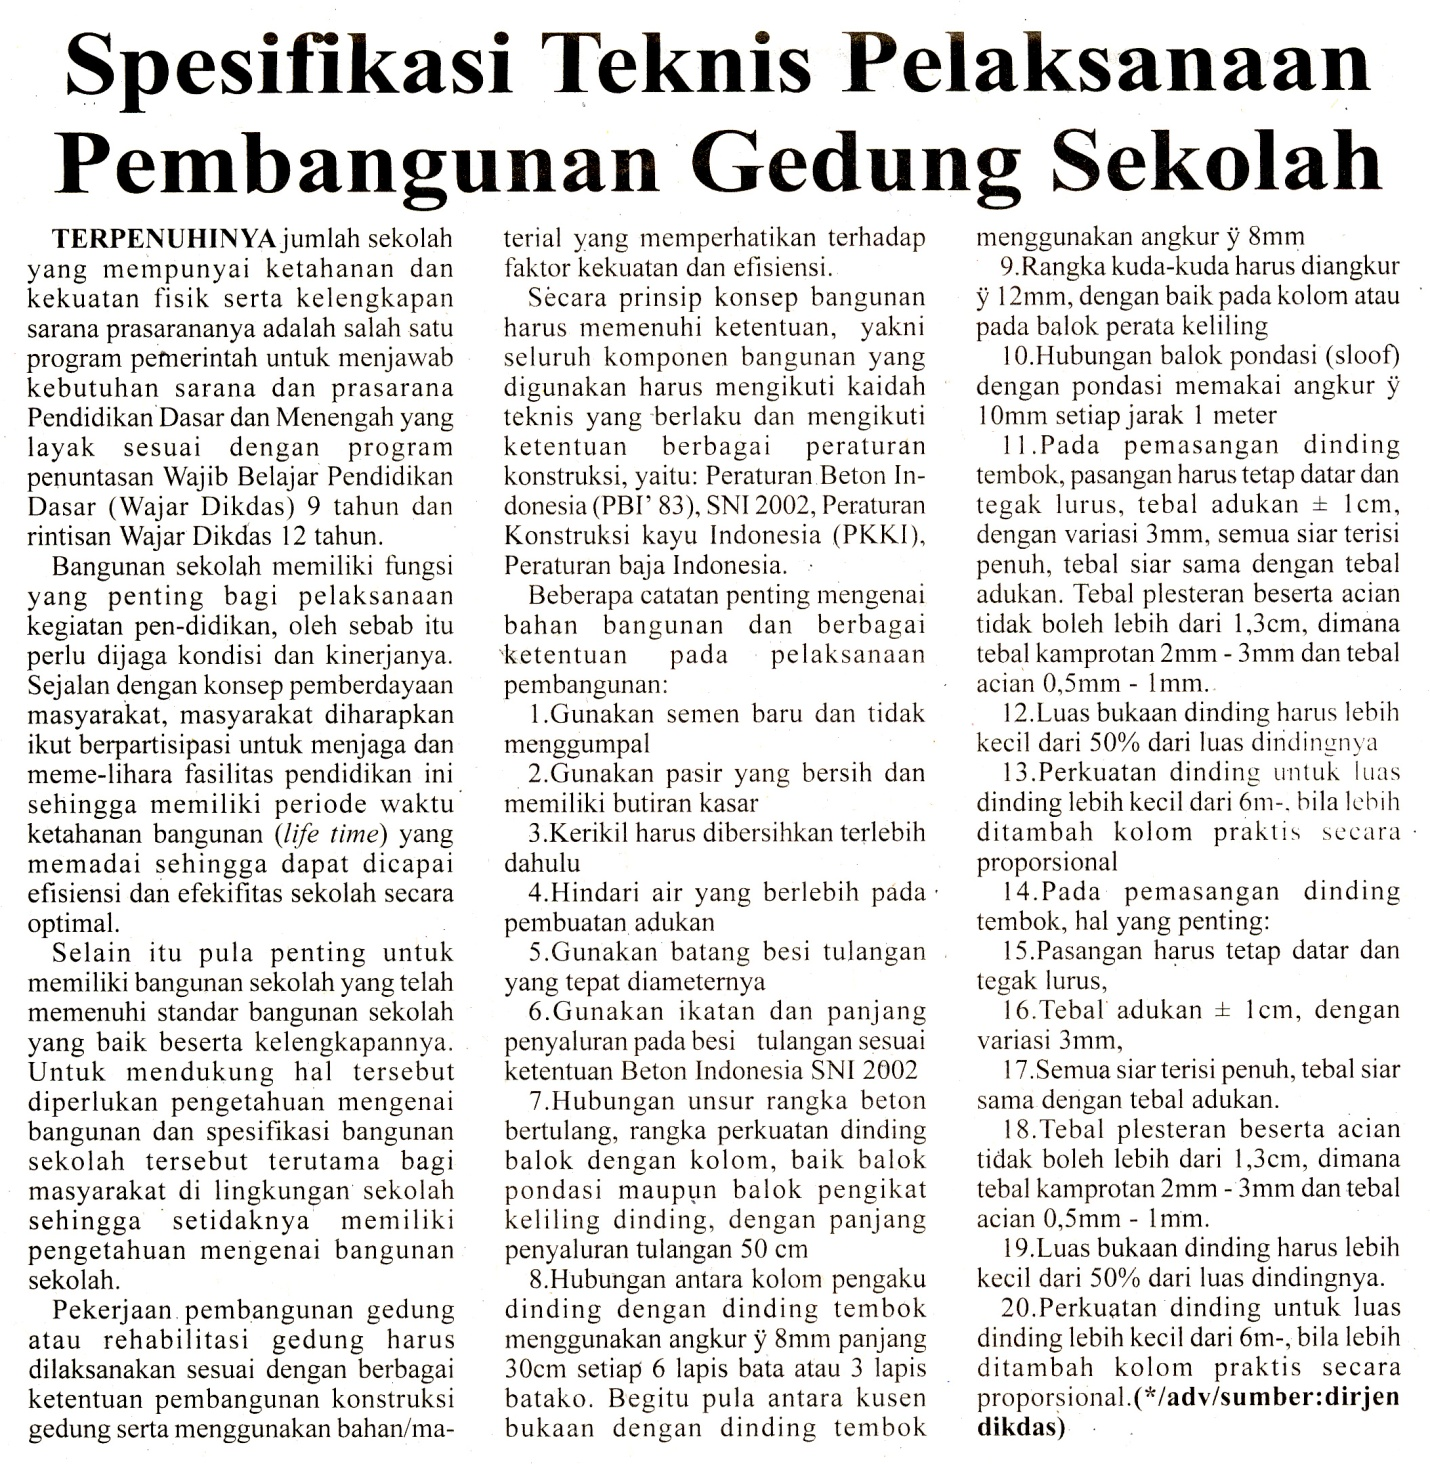 Spesifikasi Teknis Pelaksanaan
Pembangunan Gedung Sekolah
TERPENUHINYA jumlah sekolah
yang mempunyai ketahanan dan
kekuatan fisik serta kelengkapan
sarana prasarananya adalah salah satu
program pemerintah untuk menjawab
kebutuhan sarana dan prasarana
Pendidikan Dasar dan Menengah yang
layak sesuai dengan program
penuntasan Wajib Belajar Pendidikan
Dasar (Wajar Dikdas) 9 tahun dan
rintisan Wajar Dikdas 12 tahun.
Bangunan sekolah memiliki fungsi
yang penting bagi pelaksanaan
kegiatan pen-didikan, oleh sebab itu
perlu dijaga kondisi dan kinerjanya.
Sejalan dengan konsep pemberdayaan
masyarakat, masyarakat diharapkan
ikut berpartisipasi untuk menjaga dan
meme-lihara fasilitas pendidikan ini
sehingga memiliki periode waktu
ketahanan bangunan (life time) yang
memadai sehingga dapat dicapai
efisiensi dan efekifitas sekolah secara
optimal.
Selain itu pula penting untuk
memiliki bangunan sekolah yang telah
memenuhi standar bangunan sekolah
yang baik beserta kelengkapannya.
Untuk mendukung hal tersebut
diperlukan pengetahuan mengenai
bangunan dan spesifikasi bangunan
sekolah tersebut terutama bagi
masyarakat di lingkungan sekolah
sehingga setidaknya memiliki
pengetahuan mengenai bangunan
sekolah.
Pekerjaan pembangunan gedung
atau rehabilitasi gedung harus
dilaksanakan sesuai dengan berbagai
ketentuan pembangunan konstruksi
gedung serta menggunakan bahan/ma-
terial yang memperhatikan terhadap
faktor kekuatan dan efisiensi.
Secara prinsip konsep bangunan
harus memenuhi ketentuan, yakni
seluruh komponen bangunan yang
digunakan harus mengikuti kaidah
teknis yang berlaku dan mengikuti
ketentuan berbagai peraturan
konstruksi, yaitu: Peraturan Beton In-
donesia (PBI' 83), SNI 2002, Peraturan
Konstruksi kayu Indonesia (PKKI),
Peraturan baja Indonesia.
Beberapa catatan penting mengenai
bahan bangunan dan berbagai
ketentuan pada pelaksanaan
pembangunan:
1.Gunakan semen baru dan tidak
menggumpal
2.Gunakan pasir yang bersih dan
memiliki butiran kasar
3.Kerikil harus dibersihkan terlebih
dahulu
4.Hindari air yang berlebih pada
pembuatan adukan
5.Gunakan batang besi tulangan
yang tepat diameternya
6.Gunakan ikatan dan panjang
penyaluran pada besi tulangan sesuai
ketentuan Beton Indonesia SNI 2002
7.Hubungan unsur rangka beton
bertulang, rangka perkuatan dinding
balok dengan kolom, baik balok
pondasi maupun balok pengikat
keliling dinding, dengan panjang
penyaluran tulangan 50 cm
8.Hubungan antara kolom pengaku
dinding dengan dinding tembok
menggunakan angkur ÿ 8mm panjang
30cm setiap 6 lapis bata atau 3 lapis
batako. Begitu pula antara kusen
bukaan dengan dinding tembok
menggunakan angkur ÿ 8mm
9.Rangka kuda-kuda harus diangkur
ÿ 12mm, dengan baik pada kolom atau
pada balok perata keliling
10.Hubungan balok pondasi (sloof)
dengan pondasi memakai angkur ÿ
10mm setiap jarak 1 meter
11.Pada pemasangan dinding
tembok, pasangan harus tetap datar dan
tegak lurus, tebal adukan ± 1cm,
dengan variasi 3mm, semua siar terisi
penuh, tebal siar sama dengan tebal
adukan. Tebal plesteran beserta acian
tidak boleh lebih dari 1,3cm, dimana
tebal kamprotan 2mm - 3mm dan tebal
acian 0,5mm - 1mm.
12.Luas bukaan dinding harus lebih
kecil dari 50% dari luas dindingnya
13.Perkuatan dinding untuk luas
dinding lebih kecil dari 6m-, bila lebih
ditambah kolom praktis secara
proporsional
14.Pada pemasangan dinding
tembok, hal yang penting:
15.Pasangan harus tetap datar dan
tegak lurus,
16.Tebal adukan ± 1cm, dengan
variasi 3mm,
17.Semua siar terisi penuh, tebal siar
sama dengan tebal adukan.
18.Tebal plesteran beserta acian
tidak boleh lebih dari 1,3cm, dimana
tebal kamprotan 2mm - 3mm dan tebal
acian 0,5mm - 1mm.
19.Luas bukaan dinding harus lebih
kecil dari 50% dari luas dindingnya.
20.Perkuatan dinding untuk luas
dinding lebih kecil dari 6m-, bila lebih
ditambah kolom praktis secara
proporsional.(*/adv/sumber:dirjen
dikdas)